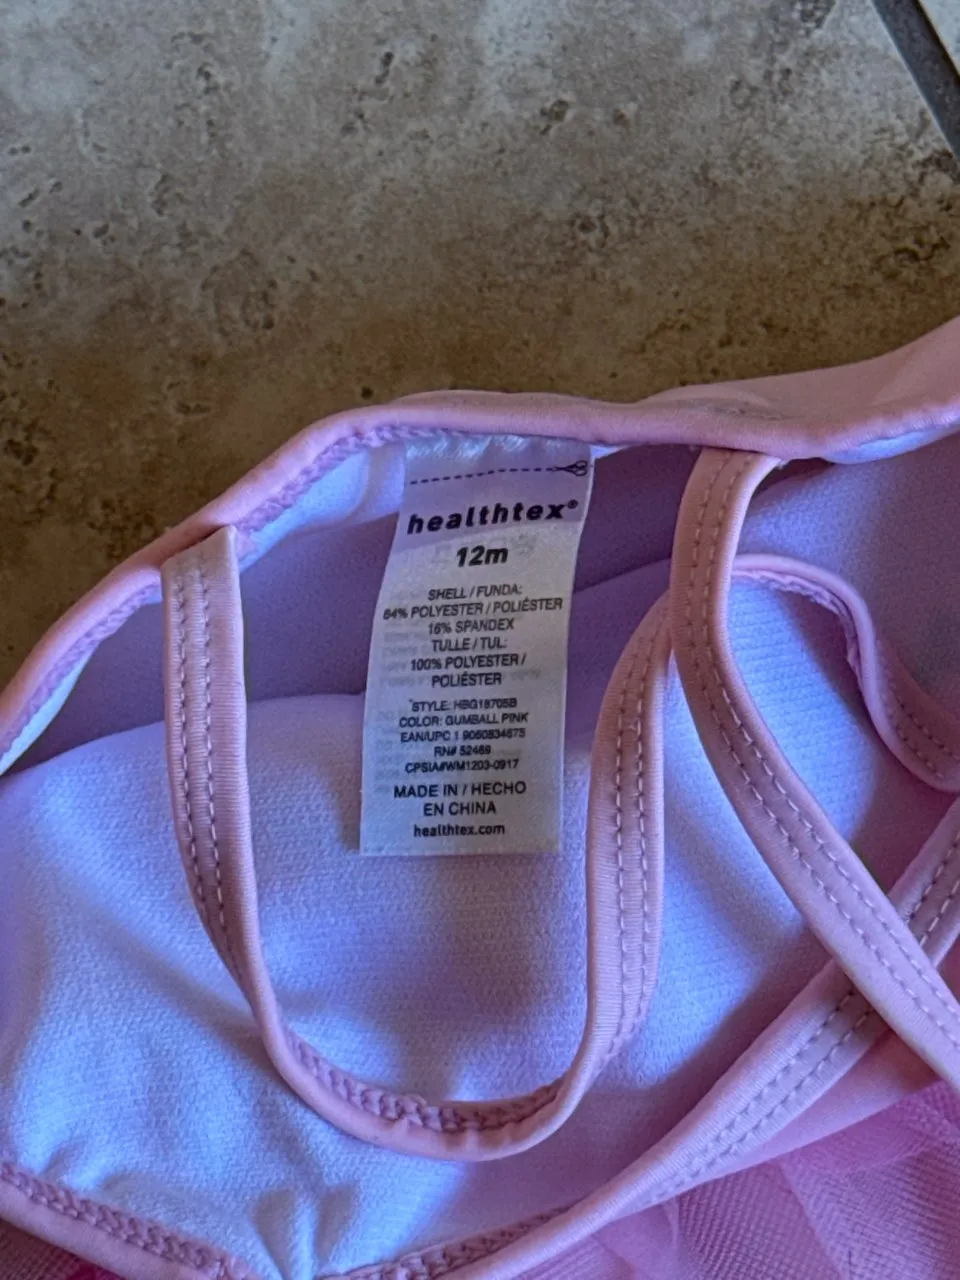 healthtex®
12m
SHELL / FUNDA:
84% POLYESTER / POLIÉSTER
16% SPANDEX
TULLE / TUL:
100% POLYESTER /
POLIÉSTER
STYLE: HBG18705B
COLOR: GUMBALL PINK
EAN/UPC 1 9060834675
RN# 52469
CPSIA#WM1203-0917
MADE IN / HECHO
EN CHINA
healthtex.com